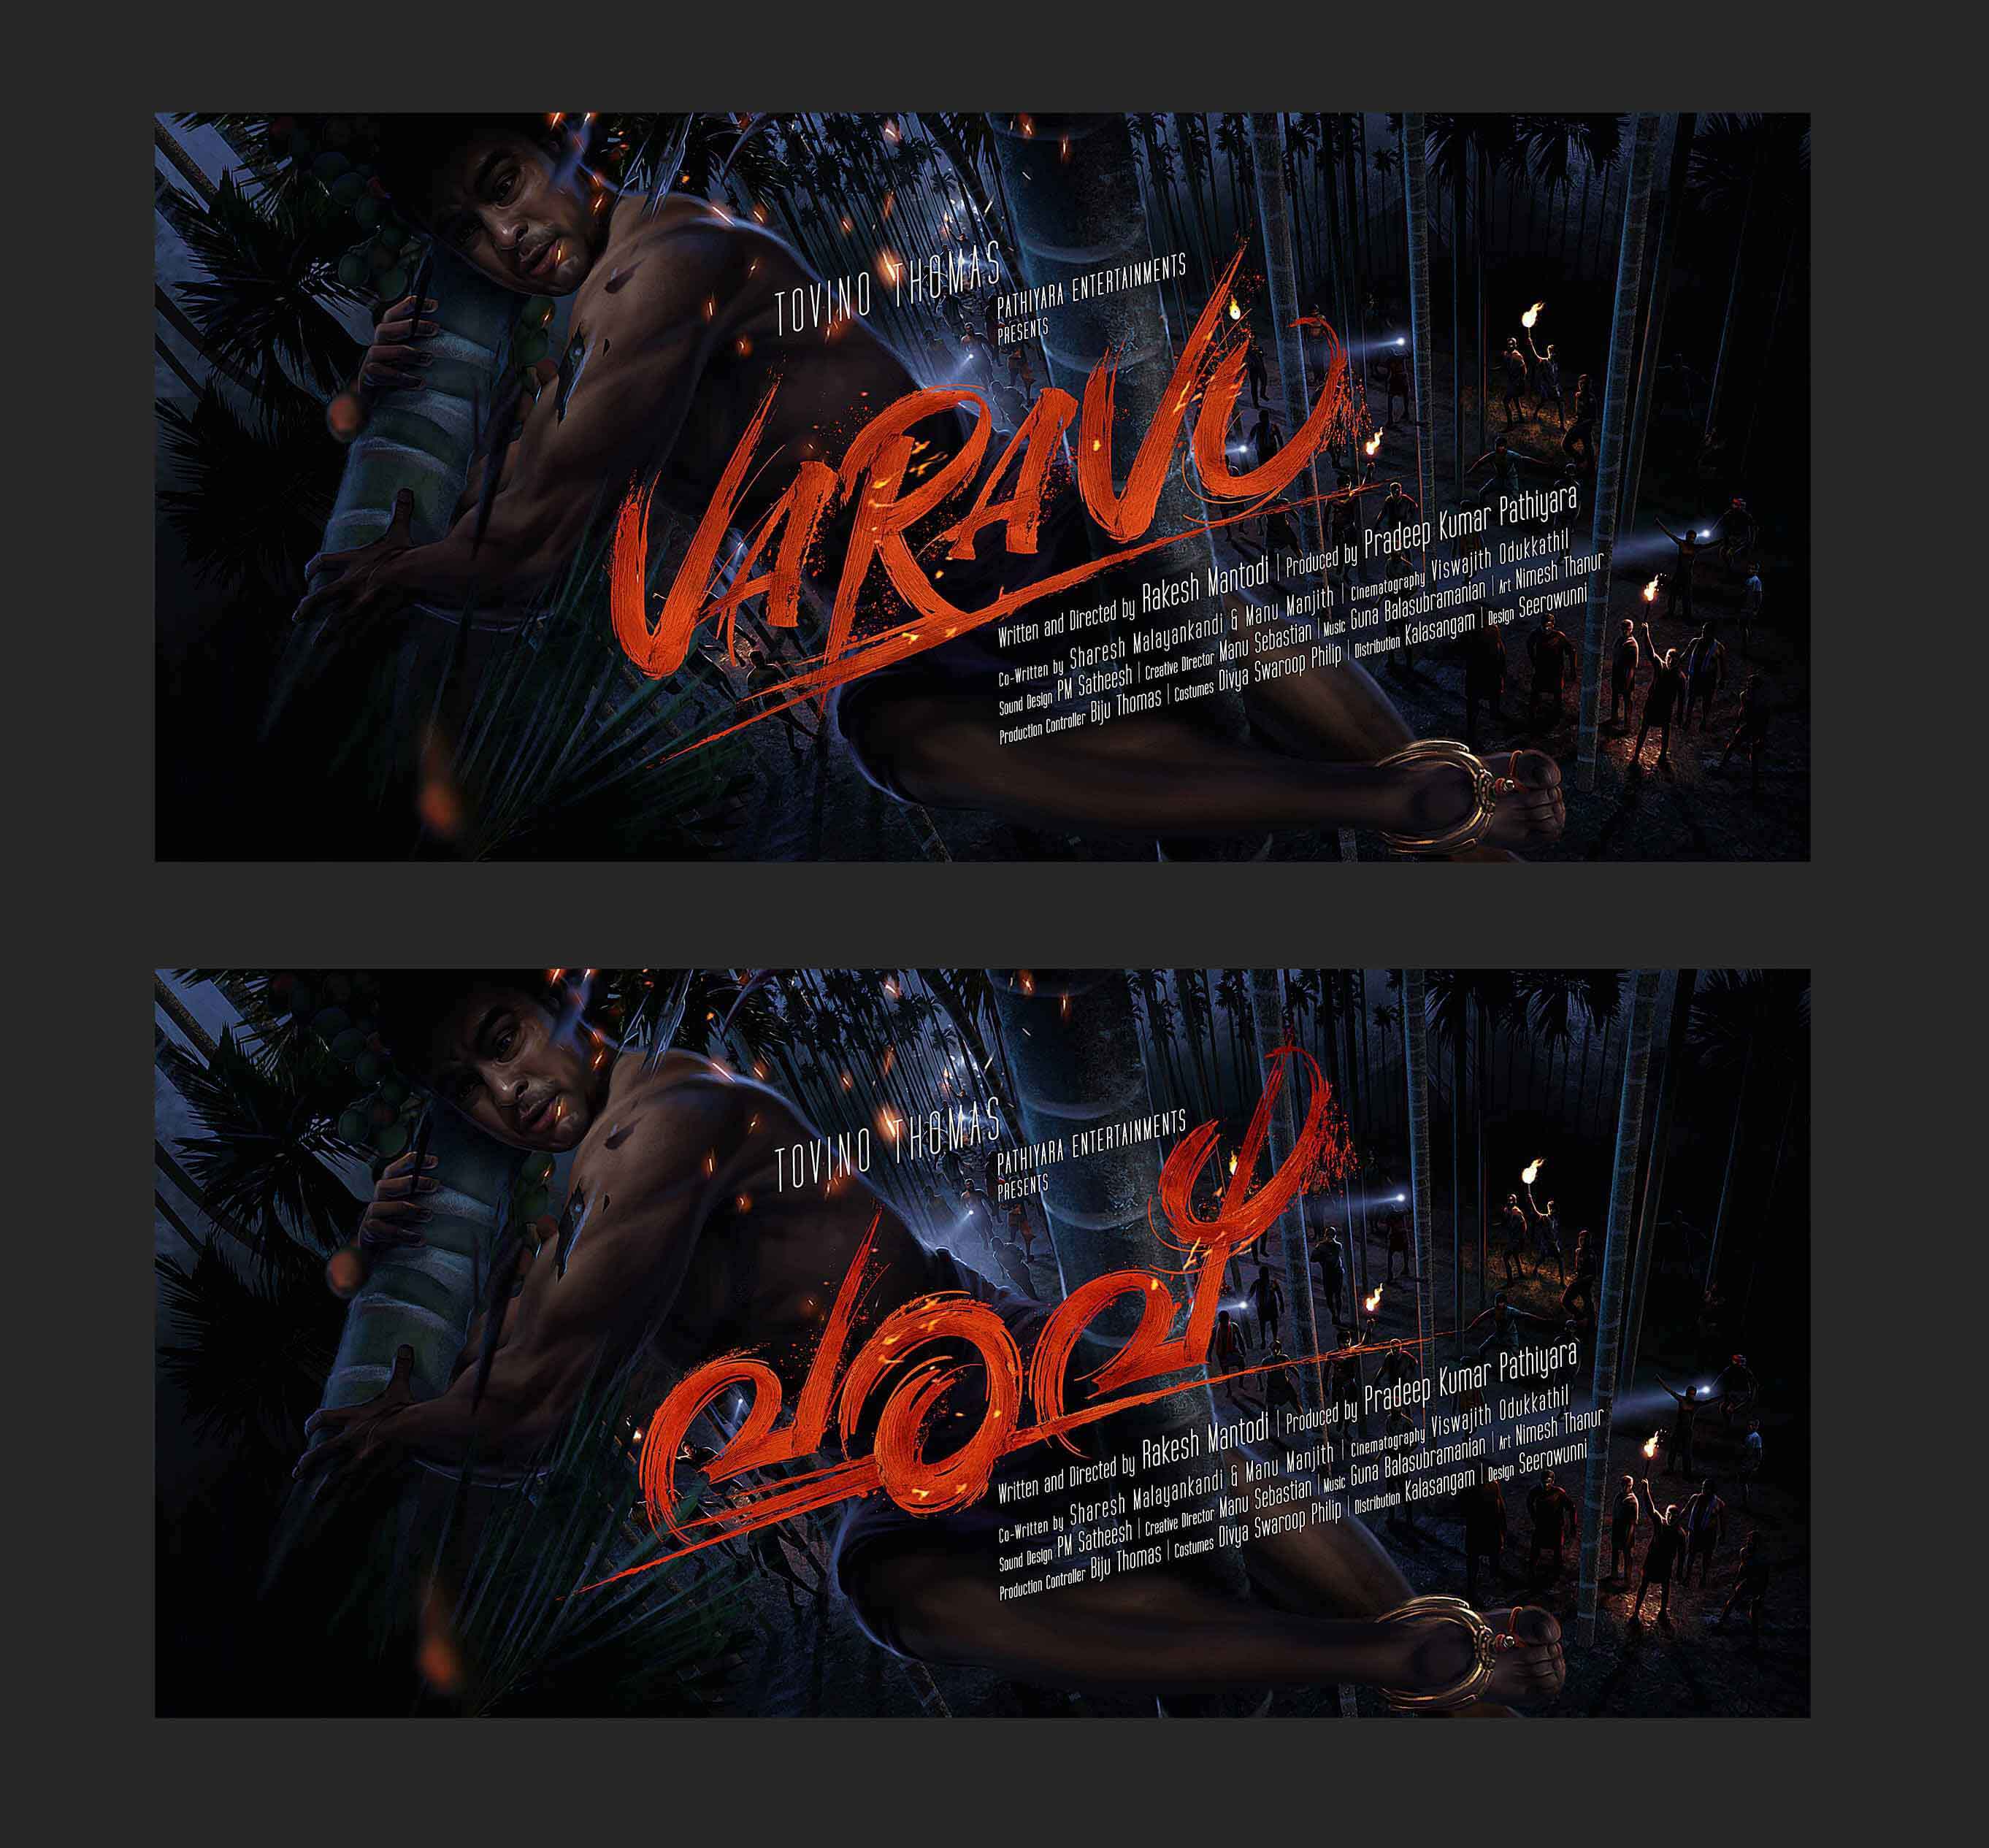 TOVINO THOMAS
PATHIYARA ENTERTAINMENTS
PRESENTS
VARAVU
Written and Directed by Rakesh Mantodi | Produced by Pradeep Kumar Pathiyara
Co-Written by Sharesh Malayankandi & Manu Manjith | Cinematography Viswajith Odukkathil
Sound Design PM Satheesh | Creative Director Manu Sebastian | Music Guna Balasubramanian | Art Nimesh Thanur
Production Controller Biju Thomas | Costumes Divya Swaroop Philip | Distribution Kalasangam | Design Seerowunni
TOVINO THOMAS
PATHIYARA ENTERTAINMENTS
PRESENTS
വരവ്
Written and Directed by Rakesh Mantodi | Produced by Pradeep Kumar Pathiyara
Co-Written by Sharesh Malayankandi & Manu Manjith | Cinematography Viswajith Odukkathil
Sound Design PM Satheesh | Creative Director Manu Sebastian | Music Guna Balasubramanian | Art Nimesh Thanur
Production Controller Biju Thomas | Costumes Divya Swaroop Philip | Distribution Kalasangam | Design Seerowunni